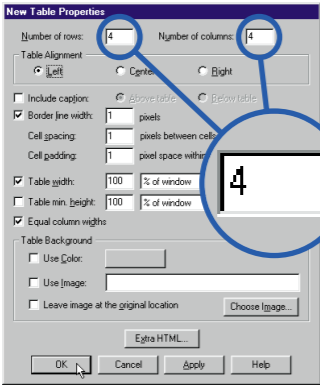 New Table Properties
Number of rows: 4 Number of columns: 4
Table Alignment
Left Center Right
Include caption: Above table Below table
Border line width: 1 pixels
Cell spacing: 1 pixels between cells
Cell padding: 1 pixel space within
4
Table width: 100 % of window
Table min. height: 100 % of window
Equal column widths
Table Background
Use Color:
Use Image:
Leave image at the original location Choose Image...
Extra HTML...
OK Cancel Apply Help